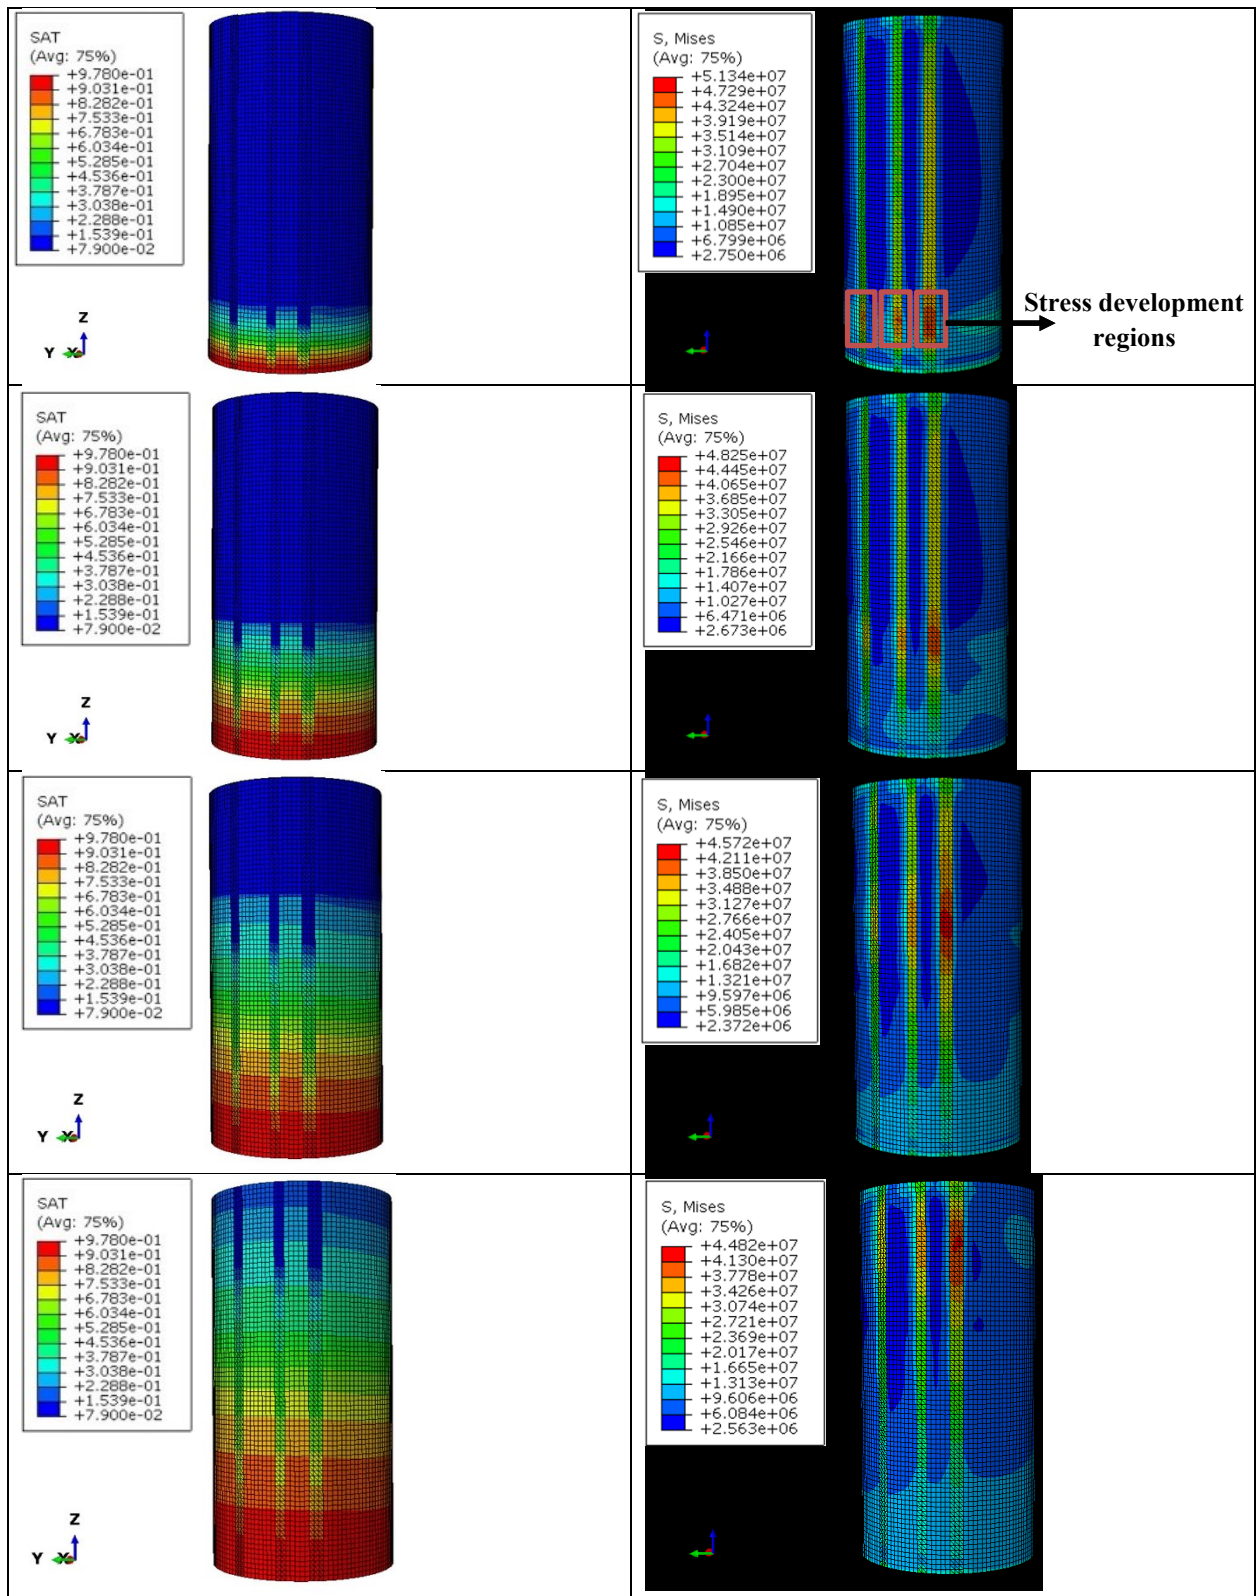 SAT
(Avg: 75%)
+9.780e-01
+9.031e-01
+8.282e-01
+7.533e-01
+6.783e-01
+6.034e-01
+5.285e-01
+4.536e-01
+3.787e-01
+3.038e-01
+2.288e-01
+1.539e-01
+7.900e-02
Z
Y X
S, Mises
(Avg: 75%)
+5.134e+07
+4.729e+07
+4.324e+07
+3.919e+07
+3.514e+07
+3.109e+07
+2.704e+07
+2.300e+07
+1.895e+07
+1.490e+07
+1.085e+07
+6.799e+06
+2.750e+06
Stress development
regions
SAT
(Avg: 75%)
+9.780e-01
+9.031e-01
+8.282e-01
+7.533e-01
+6.783e-01
+6.034e-01
+5.285e-01
+4.536e-01
+3.787e-01
+3.038e-01
+2.288e-01
+1.539e-01
+7.900e-02
Z
Y X
S, Mises
(Avg: 75%)
+4.825e+07
+4.445e+07
+4.065e+07
+3.685e+07
+3.305e+07
+2.926e+07
+2.546e+07
+2.166e+07
+1.786e+07
+1.407e+07
+1.027e+07
+6.471e+06
+2.673e+06
SAT
(Avg: 75%)
+9.780e-01
+9.031e-01
+8.282e-01
+7.533e-01
+6.783e-01
+6.034e-01
+5.285e-01
+4.536e-01
+3.787e-01
+3.038e-01
+2.288e-01
+1.539e-01
+7.900e-02
Z
Y X
S, Mises
(Avg: 75%)
+4.572e+07
+4.211e+07
+3.850e+07
+3.488e+07
+3.127e+07
+2.766e+07
+2.405e+07
+2.043e+07
+1.682e+07
+1.321e+07
+9.597e+06
+5.985e+06
+2.372e+06
SAT
(Avg: 75%)
+9.780e-01
+9.031e-01
+8.282e-01
+7.533e-01
+6.783e-01
+6.034e-01
+5.285e-01
+4.536e-01
+3.787e-01
+3.038e-01
+2.288e-01
+1.539e-01
+7.900e-02
Z
Y X
S, Mises
(Avg: 75%)
+4.482e+07
+4.130e+07
+3.778e+07
+3.426e+07
+3.074e+07
+2.721e+07
+2.369e+07
+2.017e+07
+1.665e+07
+1.313e+07
+9.606e+06
+6.084e+06
+2.563e+06